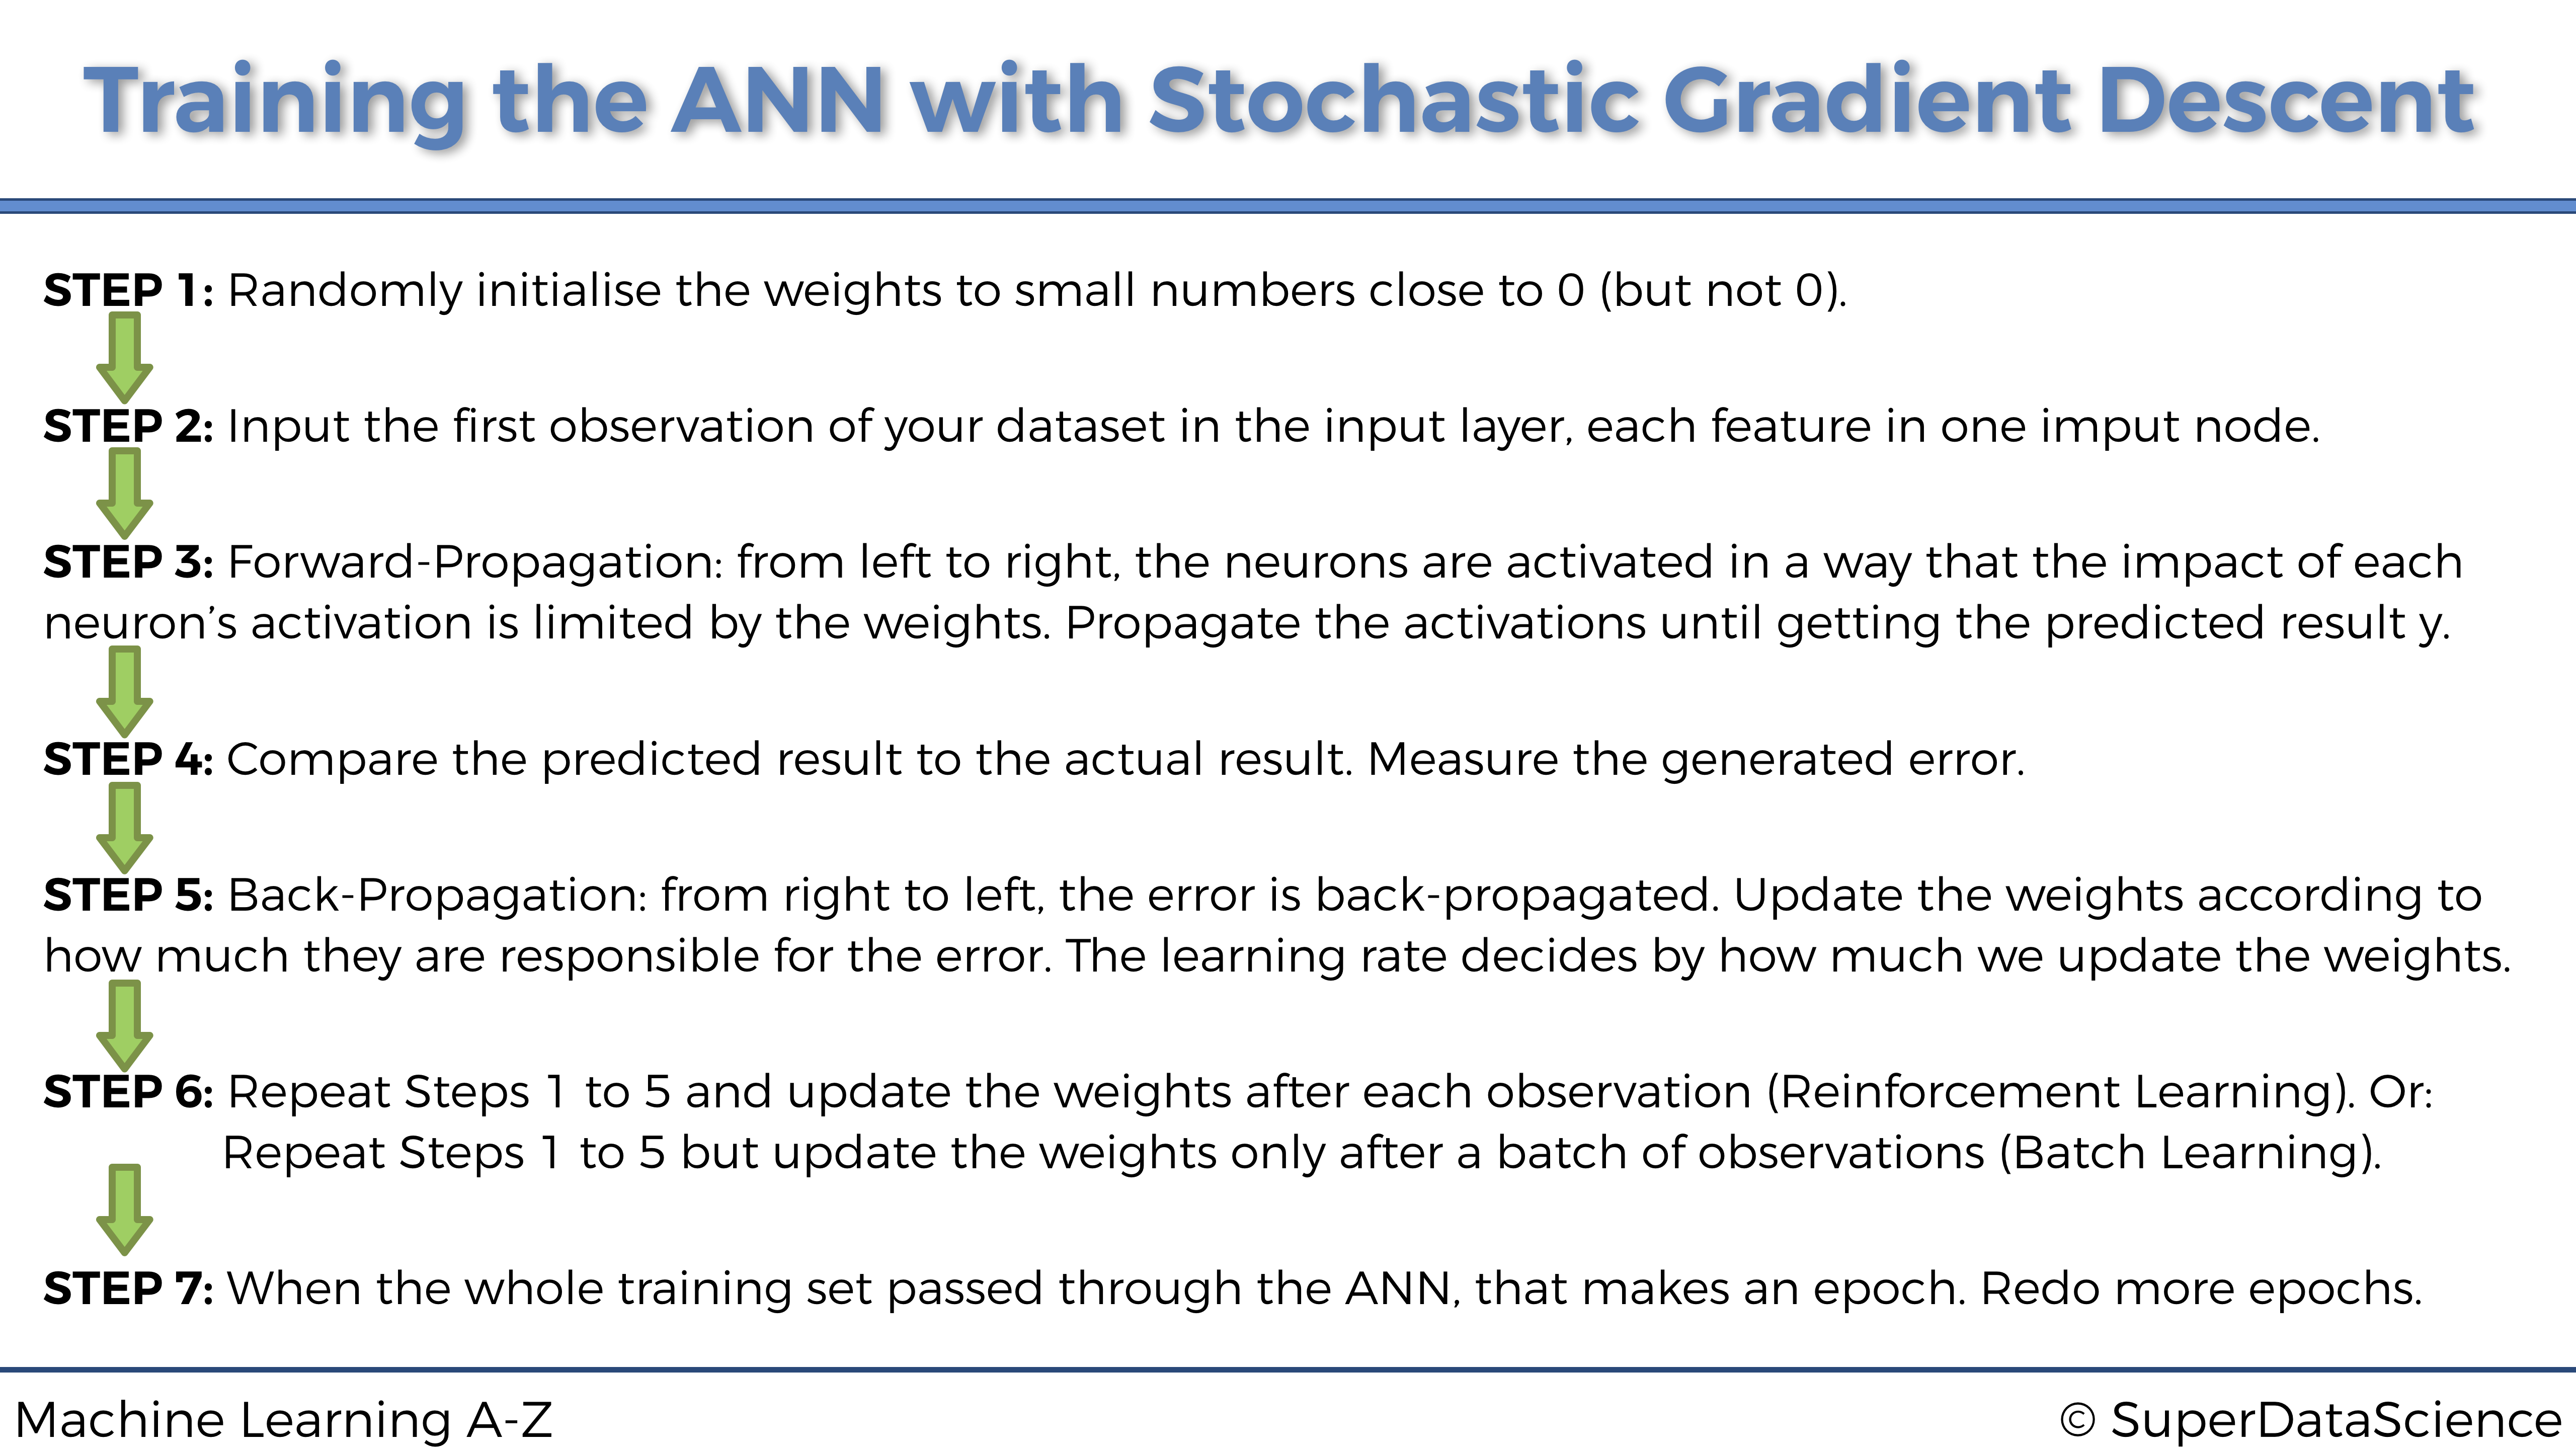 Training the ANN with Stochastic Gradient Descent
STEP 1: Randomly initialise the weights to small numbers close to 0 (but not 0).
STEP 2: Input the first observation of your dataset in the input layer, each feature in one imput node.
STEP 3: Forward-Propagation: from left to right, the neurons are activated in a way that the impact of each
neuron’s activation is limited by the weights. Propagate the activations until getting the predicted result y.
STEP 4: Compare the predicted result to the actual result. Measure the generated error.
STEP 5: Back-Propagation: from right to left, the error is back-propagated. Update the weights according to
how much they are responsible for the error. The learning rate decides by how much we update the weights.
STEP 6: Repeat Steps 1 to 5 and update the weights after each observation (Reinforcement Learning). Or:
Repeat Steps 1 to 5 but update the weights only after a batch of observations (Batch Learning).
STEP 7: When the whole training set passed through the ANN, that makes an epoch. Redo more epochs.
Machine Learning A-Z
© SuperDataScience